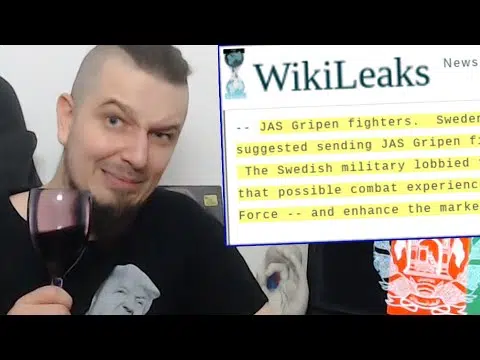 WikiLeaks
News
-- JAS Gripen fighters. Sweden
suggested sending JAS Gripen fi
The Swedish military lobbied
that possible combat experienc
Force -- and enhance the marke